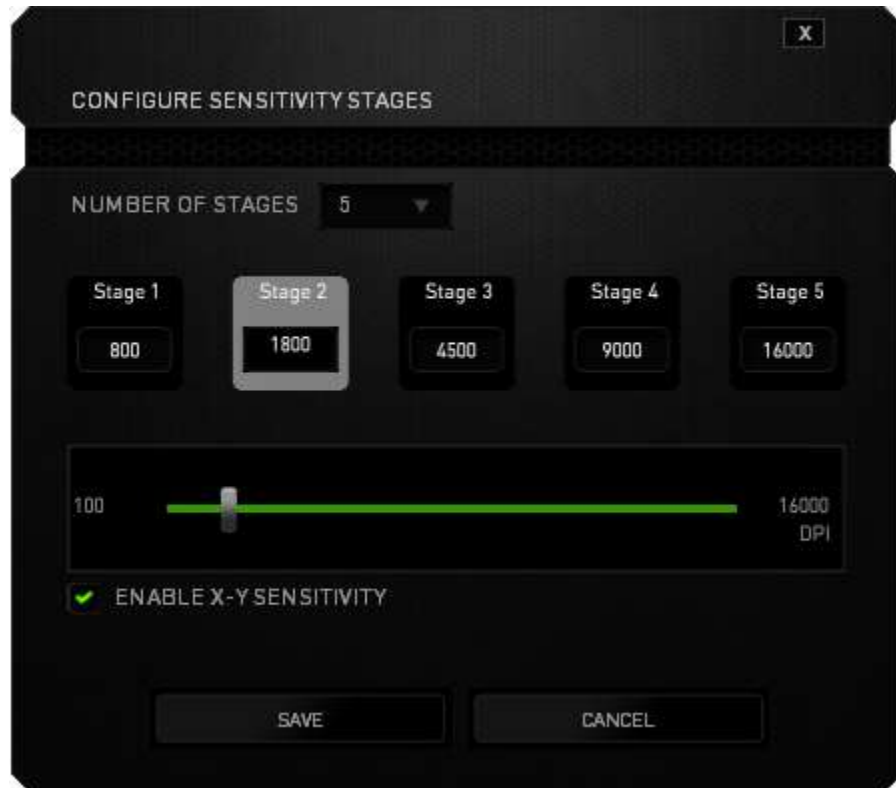 X
CONFIGURE SENSITIVITY STAGES
NUMBER OF STAGES 5
Stage 1 Stage 2 Stage 3 Stage 4 Stage 5
800 1800 4500 9000 16000
100 16000
DPI
ENABLE X-Y SENSITIVITY
SAVE CANCEL